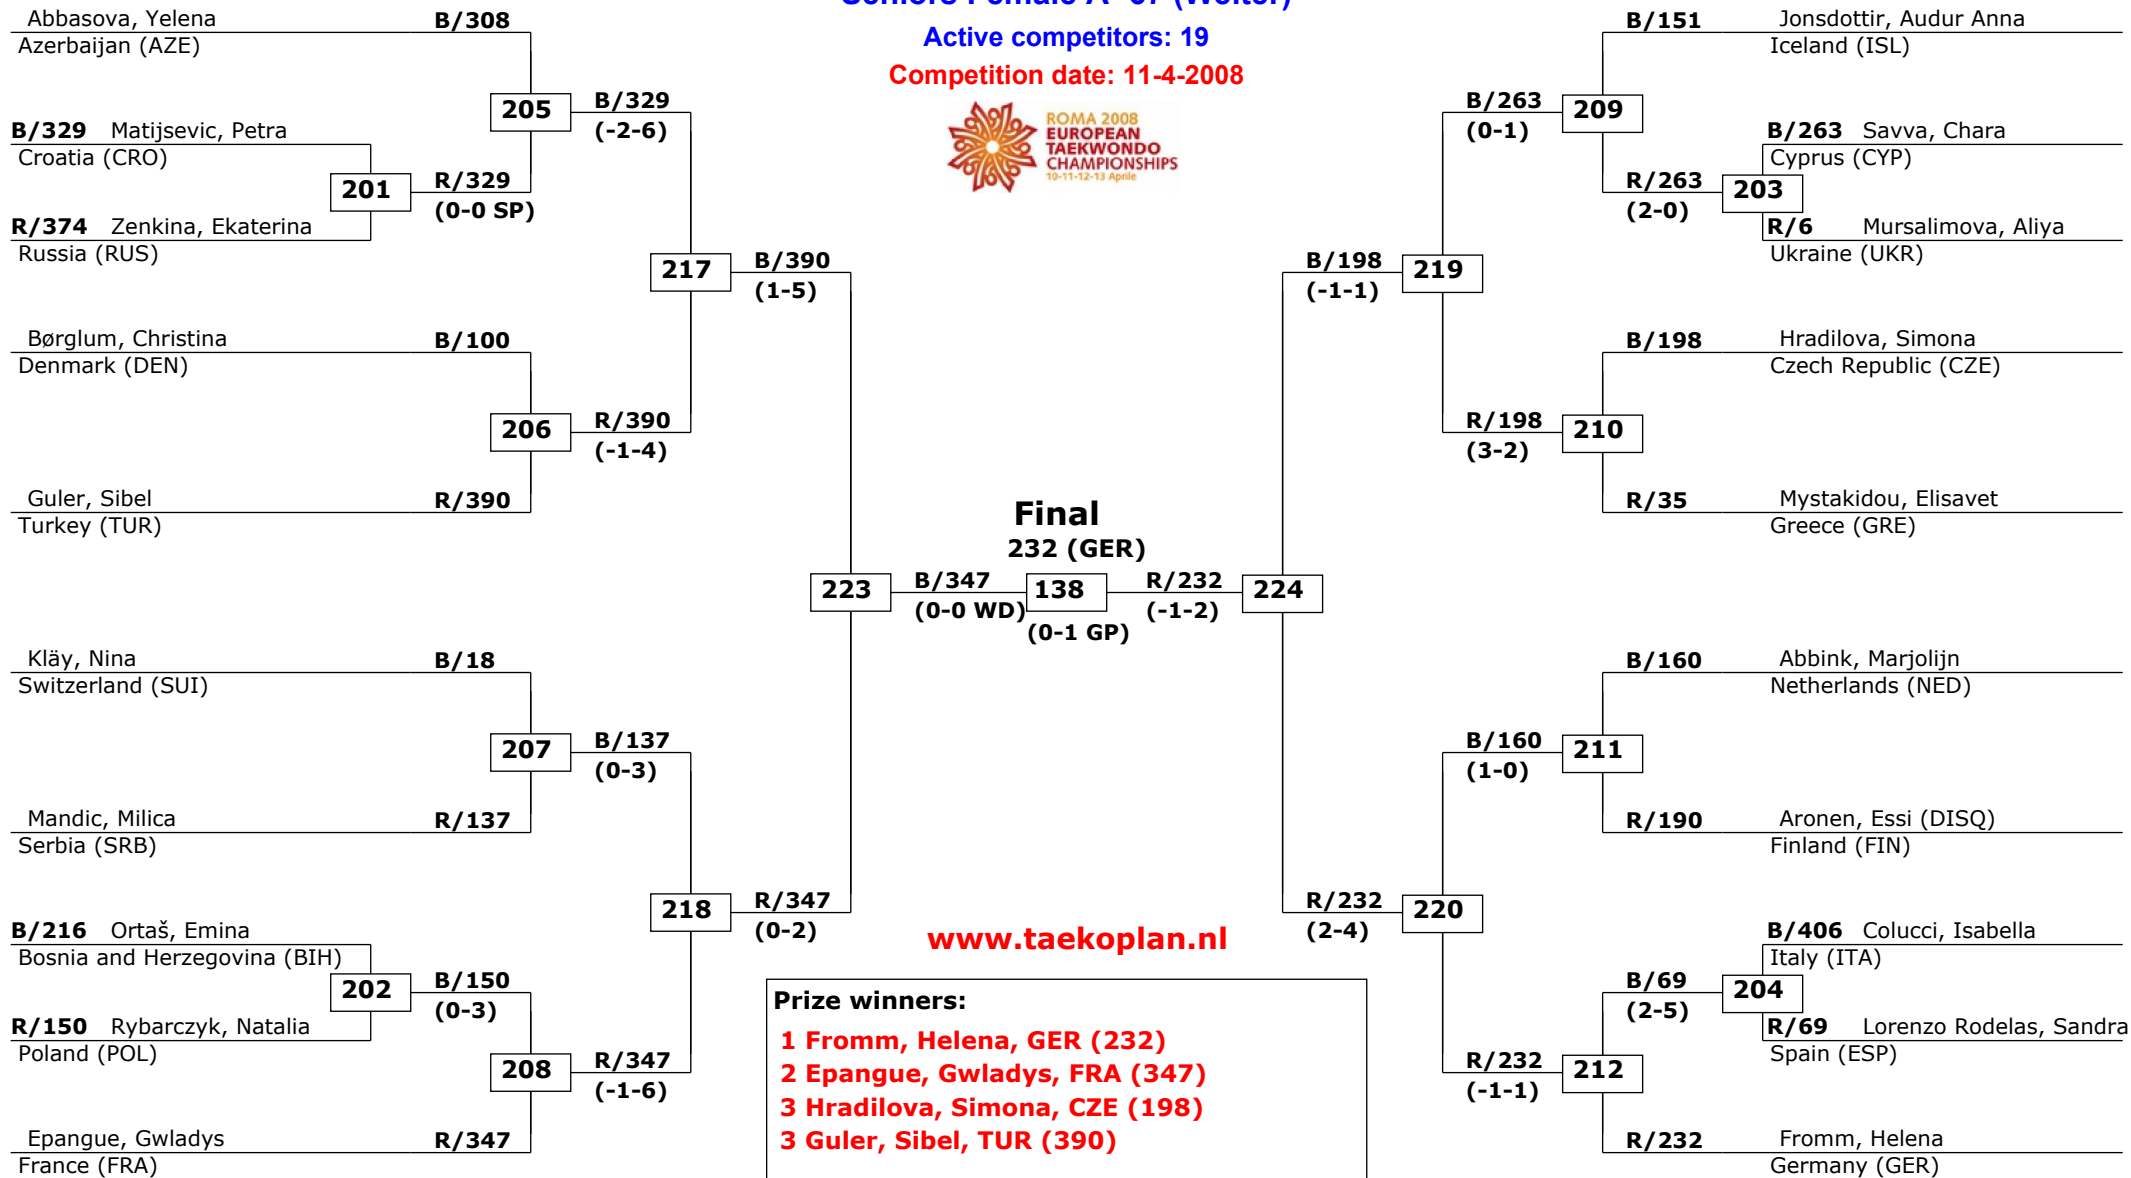 Seniors Female A -67 (Welter)
Active competitors: 19
Competition date: 11-4-2008
ROMA 2008
EUROPEAN
TAEKWONDO
CHAMPIONSHIPS
10-11-12-13 Aprile
Abbasova, Yelena B/308
Azerbaijan (AZE)
205
B/329
(-2-6)
B/329 Matijsevic, Petra
Croatia (CRO)
201
R/329
(0-0 SP)
R/374 Zenkina, Ekaterina
Russia (RUS)
217
B/390
(1-5)
Børglum, Christina B/100
Denmark (DEN)
206
R/390
(-1-4)
Guler, Sibel R/390
Turkey (TUR)
223
B/347
(0-0 WD)
Kläy, Nina B/18
Switzerland (SUI)
207
B/137
(0-3)
Mandic, Milica R/137
Serbia (SRB)
218
R/347
(0-2)
B/216 Ortaš, Emina
Bosnia and Herzegovina (BIH)
202
B/150
(0-3)
R/150 Rybarczyk, Natalia
Poland (POL)
208
R/347
(-1-6)
Epangue, Gwladys R/347
France (FRA)
Final
232 (GER)
138
(0-1 GP)
R/232
(-1-2)
224
B/151 Jonsdottir, Audur Anna
Iceland (ISL)
B/263
(0-1)
209
B/263 Savva, Chara
Cyprus (CYP)
R/263
(2-0)
203
R/6 Mursalimova, Aliya
Ukraine (UKR)
B/198
(-1-1)
219
B/198 Hradilova, Simona
Czech Republic (CZE)
R/198
(3-2)
210
R/35 Mystakidou, Elisavet
Greece (GRE)
B/160 Abbink, Marjolijn
Netherlands (NED)
B/160
(1-0)
211
R/190 Aronen, Essi (DISQ)
Finland (FIN)
R/232
(2-4)
220
B/406 Colucci, Isabella
Italy (ITA)
B/69
(2-5)
204
R/69 Lorenzo Rodelas, Sandra
Spain (ESP)
R/232
(-1-1)
212
R/232 Fromm, Helena
Germany (GER)
www.taekoplan.nl
Prize winners:
1 Fromm, Helena, GER (232)
2 Epangue, Gwladys, FRA (347)
3 Hradilova, Simona, CZE (198)
3 Guler, Sibel, TUR (390)